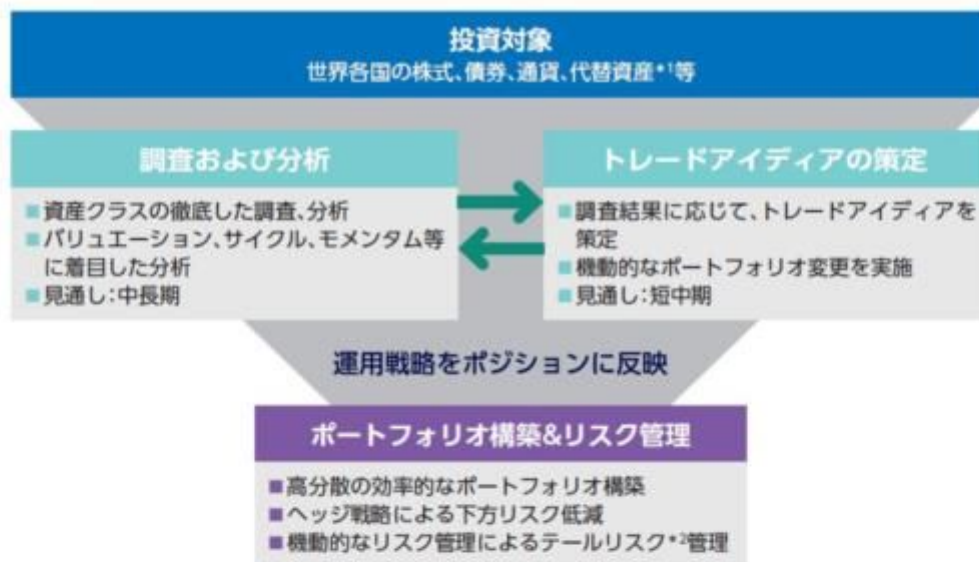 投資対象
世界各国の株式、債券、通貨、代替資産*1等
調査および分析
■資産クラスの徹底した調査、分析
■バリュエーション、サイクル、モメンタム等
に着目した分析
■見通し:中長期
トレードアイディアの策定
■調査結果に応じて、トレードアイディアを
策定
■機動的なポートフォリオ変更を実施
■見通し:短中期
運用戦略をポジションに反映
ポートフォリオ構築&リスク管理
■高分散の効率的なポートフォリオ構築
■ヘッジ戦略による下方リスク低減
■機動的なリスク管理によるテールリスク*2管理